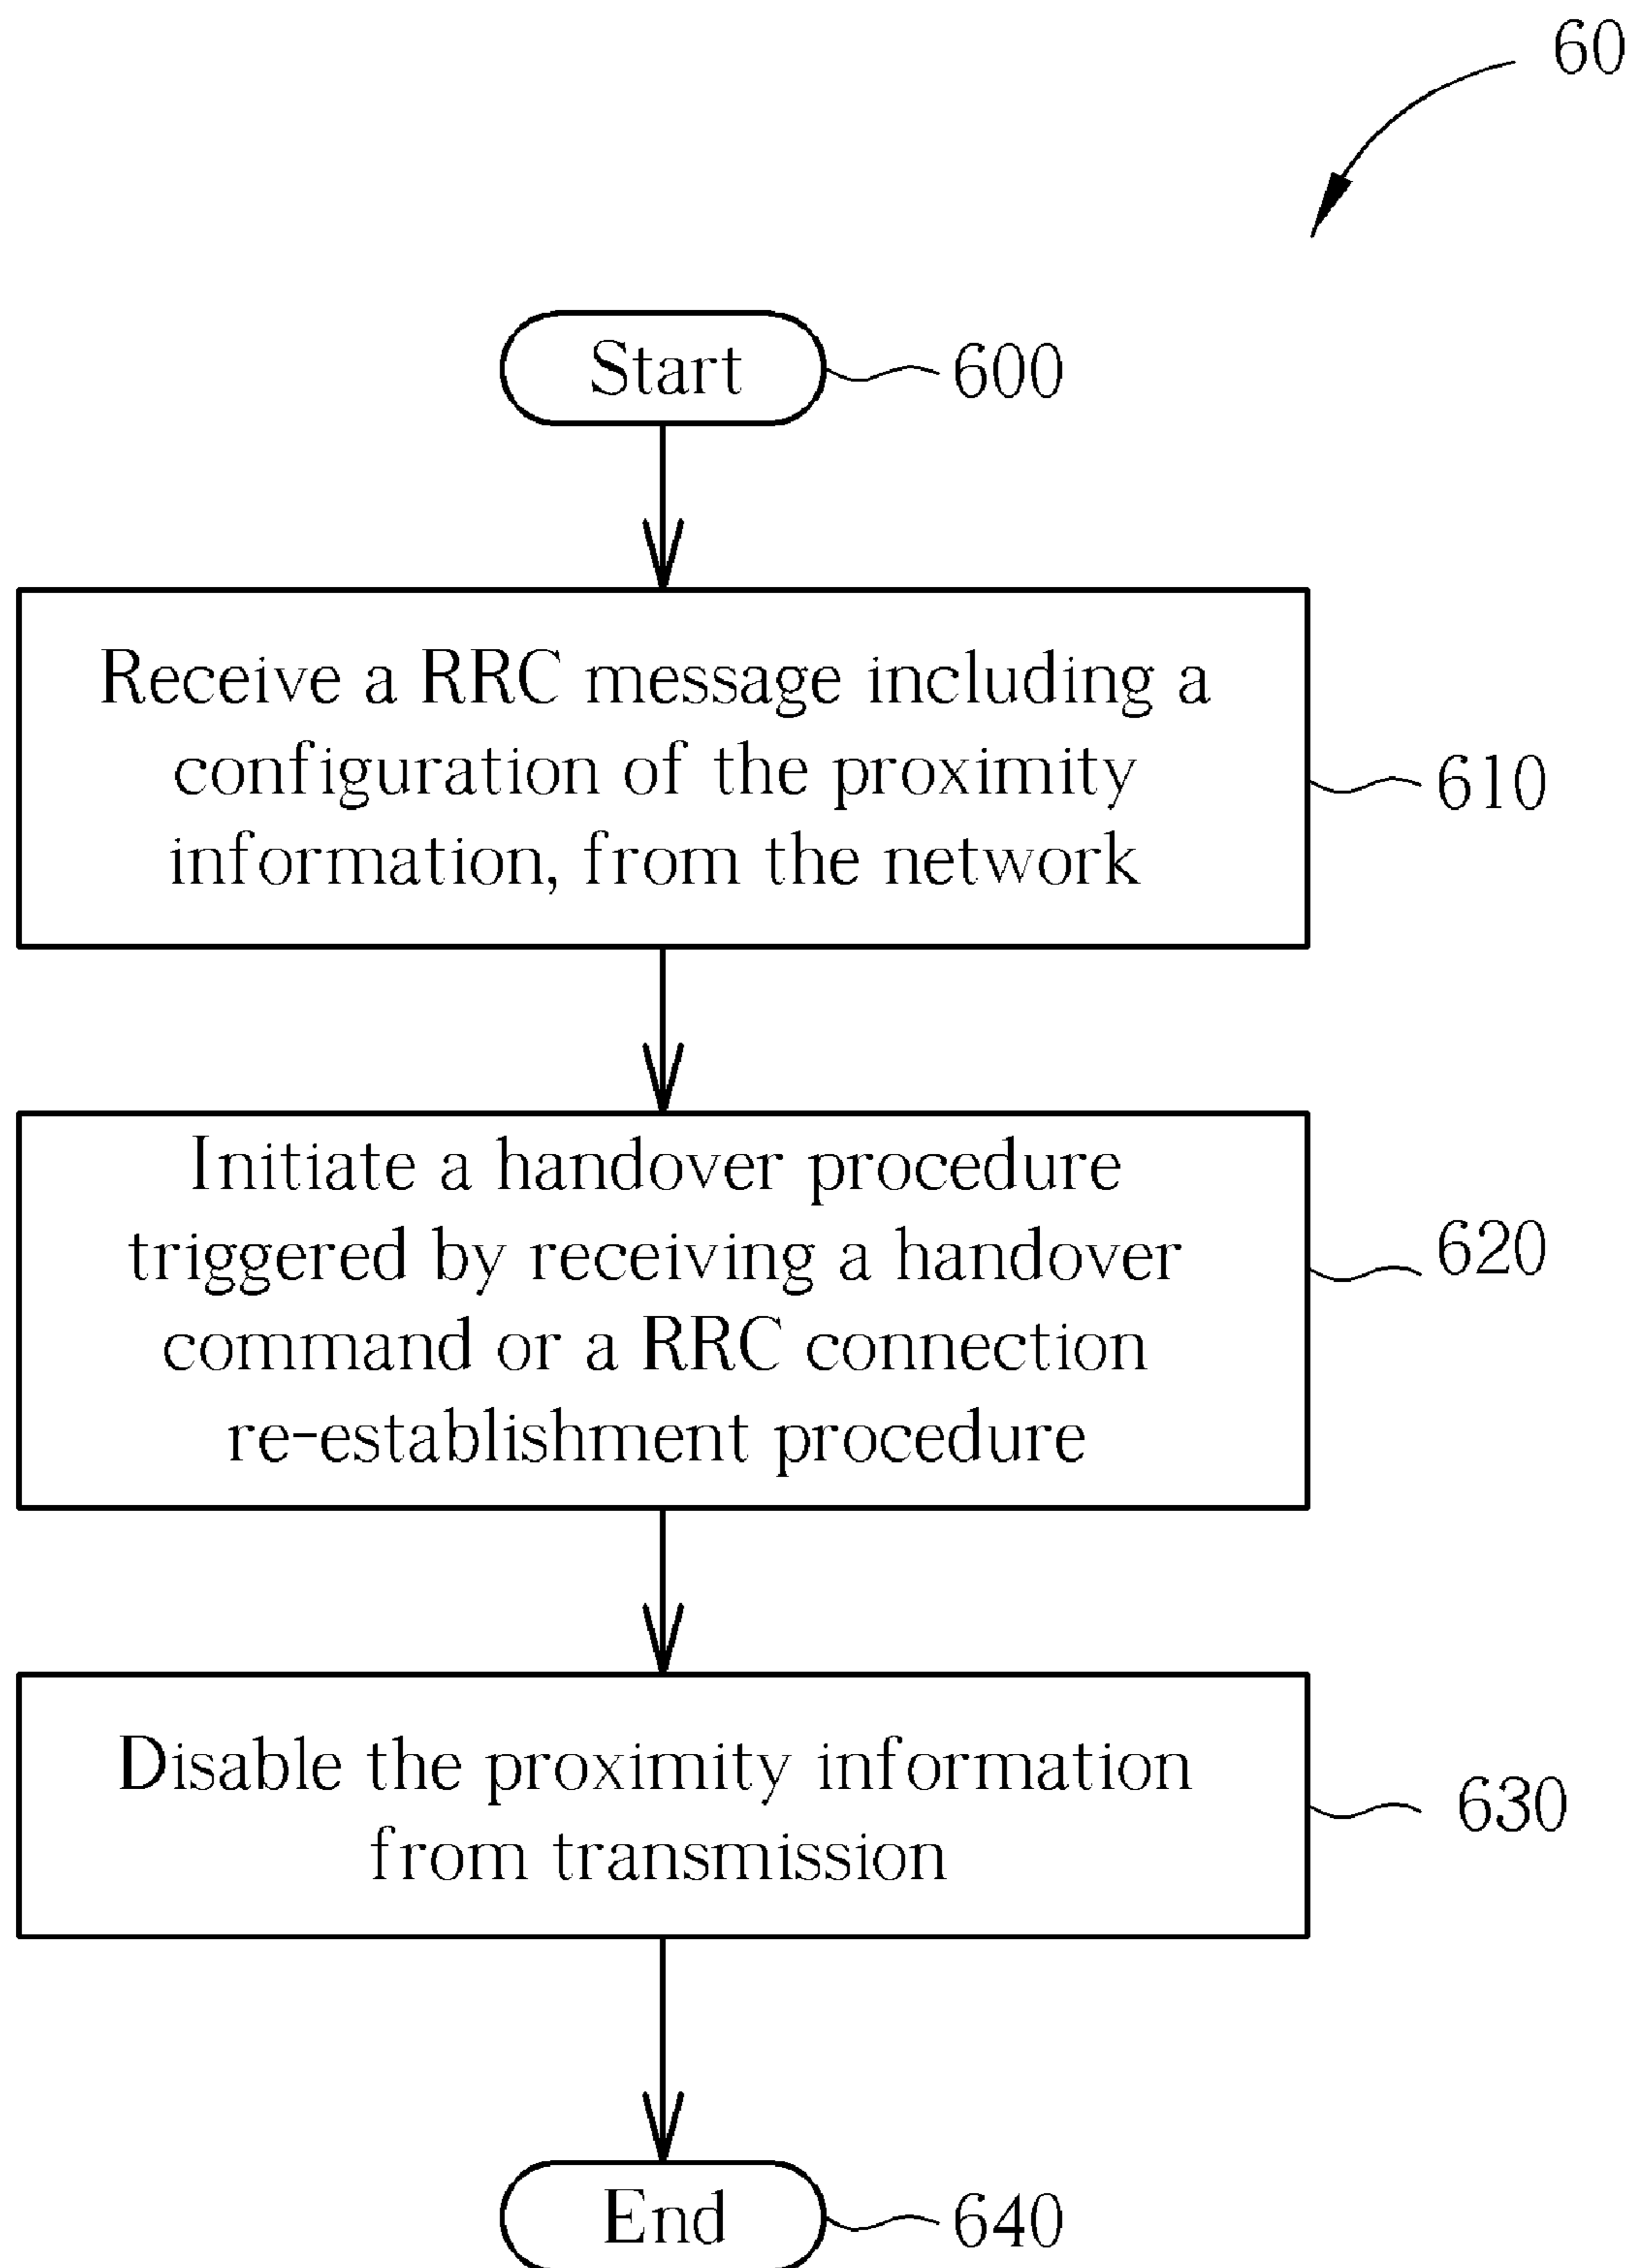 60
Start
600
Receive a RRC message including a
configuration of the proximity
information, from the network
610
Initiate a handover procedure
triggered by receiving a handover
command or a RRC connection
re-establishment procedure
620
Disable the proximity information
from transmission
630
End
640